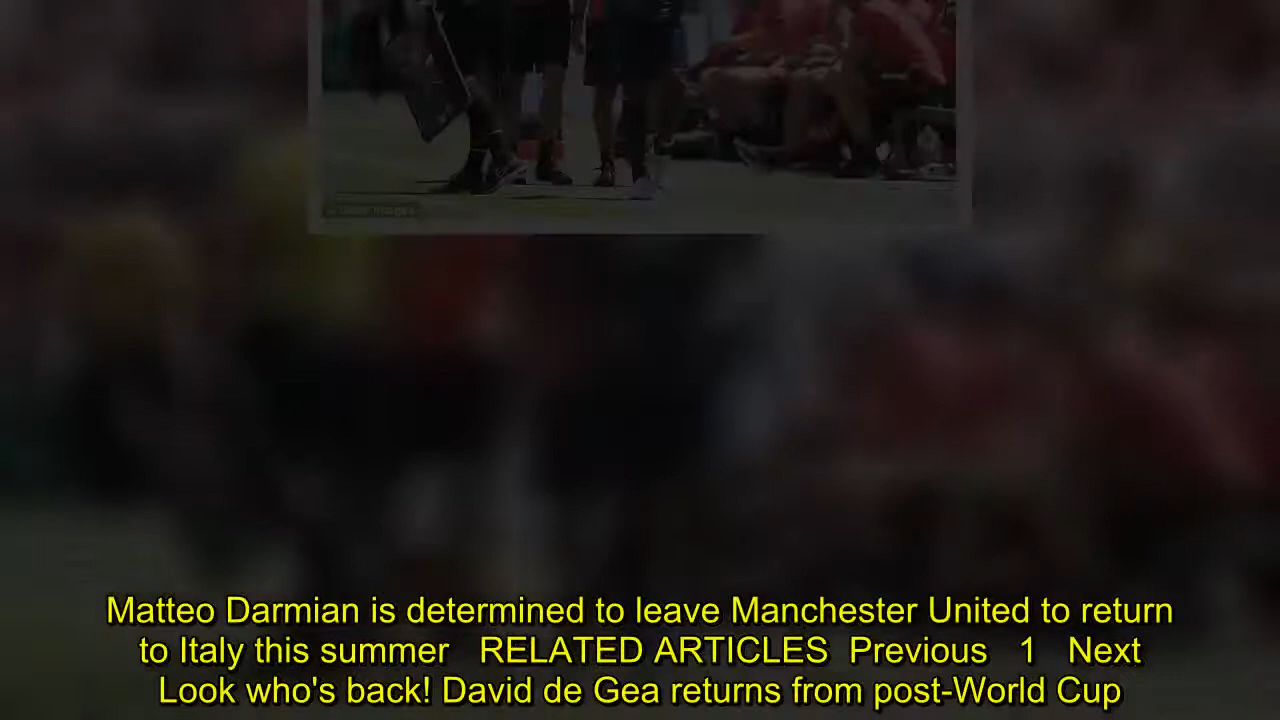 Matteo Darmian is determined to leave Manchester United to return
to Italy this summer RELATED ARTICLES Previous 1 Next
Look who's back! David de Gea returns from post-World Cup